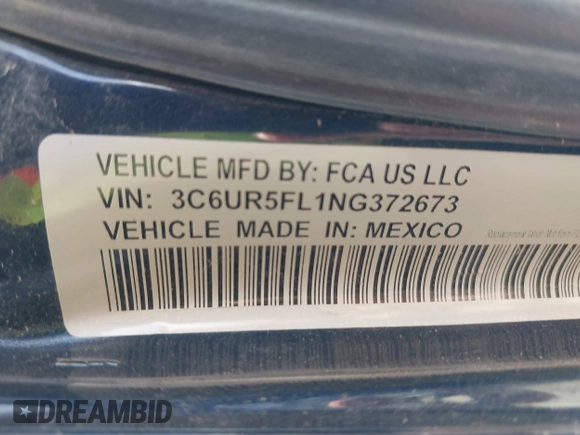 VEHICLE MFD BY: FCA US LLC
VIN: 3C6UR5FL1NG372673
VEHICLE MADE IN: MEXICO
DREAMBID